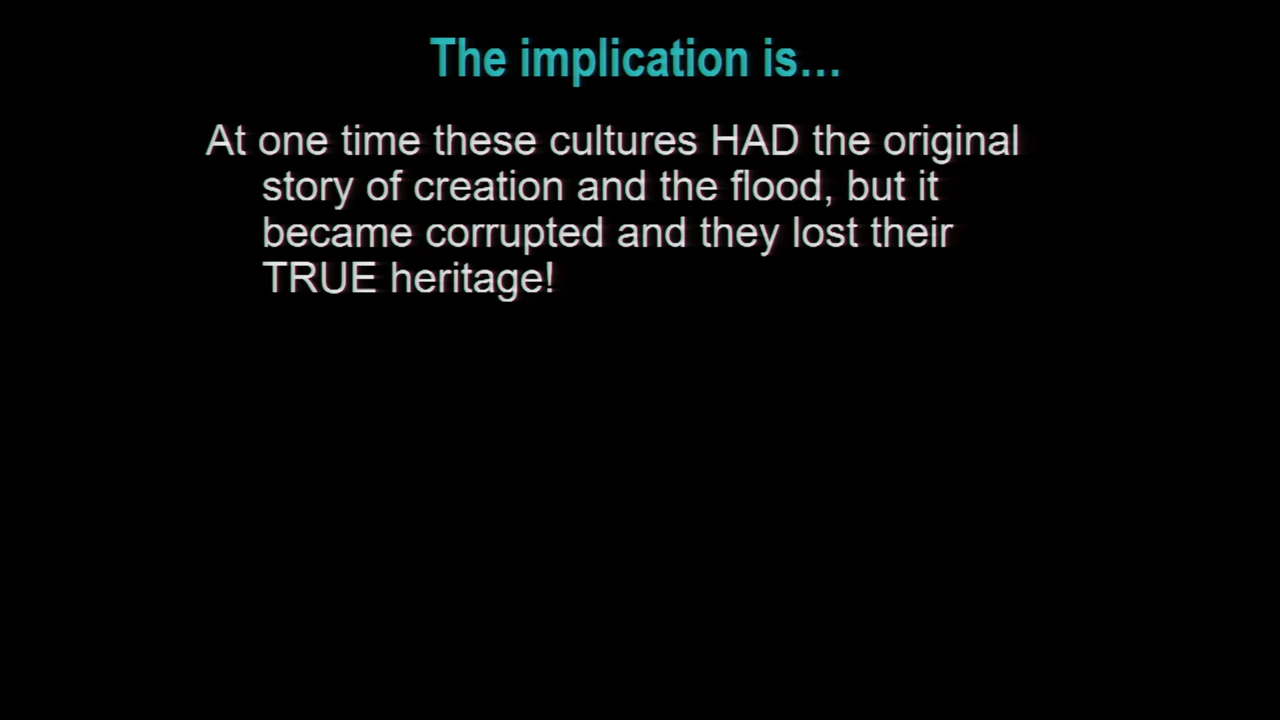 The implication is…
At one time these cultures HAD the original
story of creation and the flood, but it
became corrupted and they lost their
TRUE heritage!